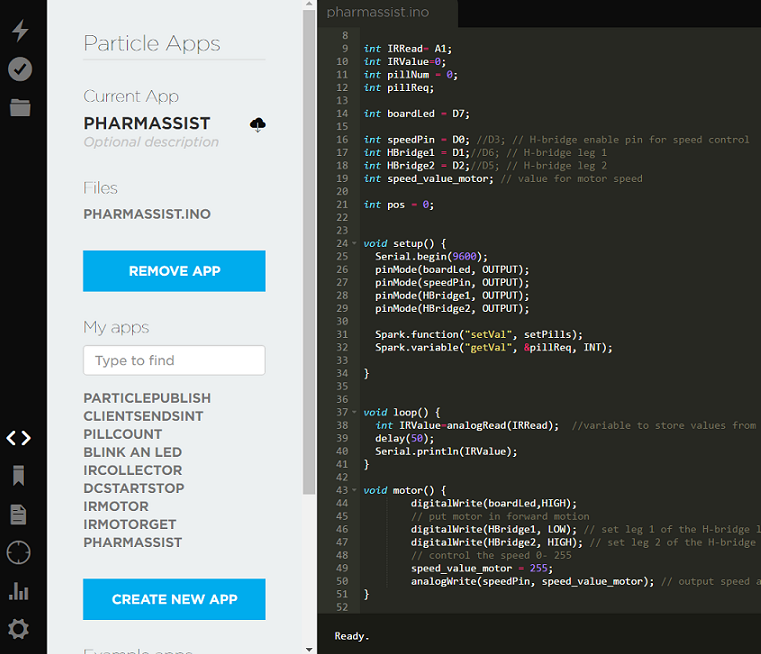 Particle Apps
Current App
PHARMASSIST
Optional description
Files
PHARMASSIST.INO
REMOVE APP
My apps
Type to find
PARTICLEPUBLISH
CLIENTSENDSINT
PILLCOUNT
BLINK AN LED
IRCOLLECTOR
DCSTARTSTOP
IRMOTOR
IRMOTORGET
PHARMASSIST
CREATE NEW APP
Example apps
pharmassist.ino
8
9 int IRRead= A1;
10 int IRValue=0;
11 int pillNum = 0;
12 int pillReq;
13
14 int boardLed = D7;
15
16 int speedPin = D0; //D3; // H-bridge enable pin for speed control
17 int HBridge1 = D1;//D6; // H-bridge leg 1
18 int HBridge2 = D2;//D5; // H-bridge leg 2
19 int speed_value_motor; // value for motor speed
20
21 int pos = 0;
22
23
24 void setup() {
25 Serial.begin(9600);
26 pinMode(boardLed, OUTPUT);
27 pinMode(speedPin, OUTPUT);
28 pinMode(HBridge1, OUTPUT);
29 pinMode(HBridge2, OUTPUT);
30
31 Spark.function("setVal", setPills);
32 Spark.variable("getVal", &pillReq, INT);
33
34 }
35
36
37 void loop() {
38 int IRValue=analogRead(IRRead); //variable to store values from
39 delay(50);
40 Serial.println(IRValue);
41 }
42
43 void motor() {
44 digitalWrite(boardLed,HIGH);
45 // put motor in forward motion
46 digitalWrite(HBridge1, LOW); // set leg 1 of the H-bridge l
47 digitalWrite(HBridge2, HIGH); // set leg 2 of the H-bridge
48 // control the speed 0- 255
49 speed_value_motor = 255;
50 analogWrite(speedPin, speed_value_motor); // output speed a
51 }
52
Ready.